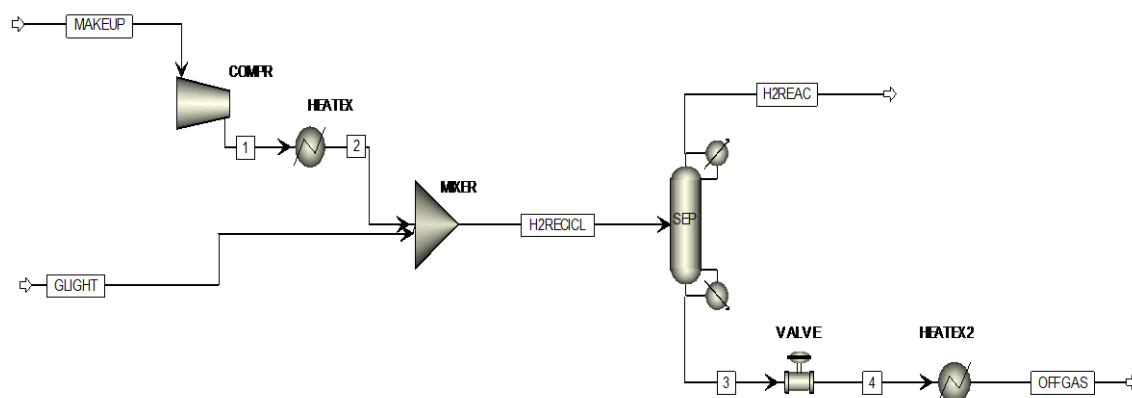 MAKEUP
COMPR
HEATEX
1
2
MIXER
H2REAC
H2RECICL
SEP
GLIGHT
VALVE
HEATEX2
3
4
OFFGAS